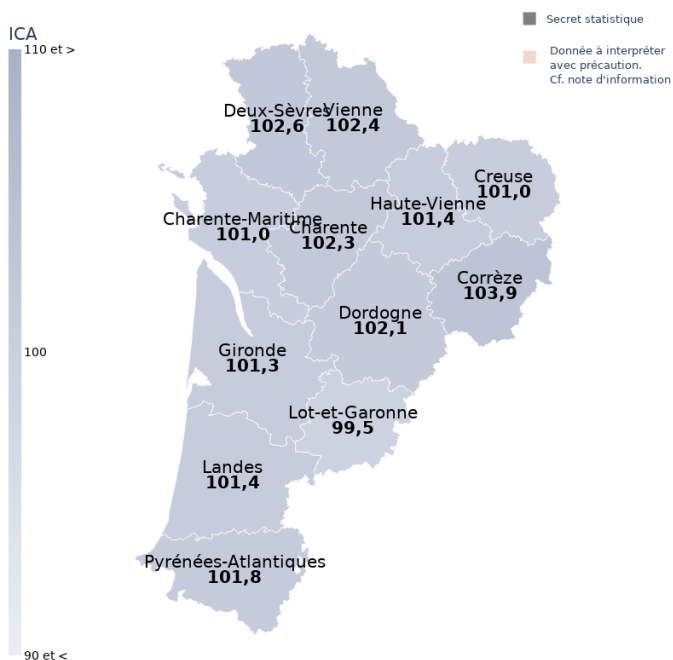 Secret statistique
ICA
110 et >
Donnée à interpréter
avec précaution.
Cf. note d'information
Deux-Sèvres
102,6
Vienne
102,4
Creuse
101,0
Haute-Vienne
101,4
Charente-Maritime
101,0
Charente
102,3
Corrèze
103,9
Dordogne
102,1
Gironde
101,3
100
Lot-et-Garonne
99,5
Landes
101,4
Pyrénées-Atlantiques
101,8
90 et <